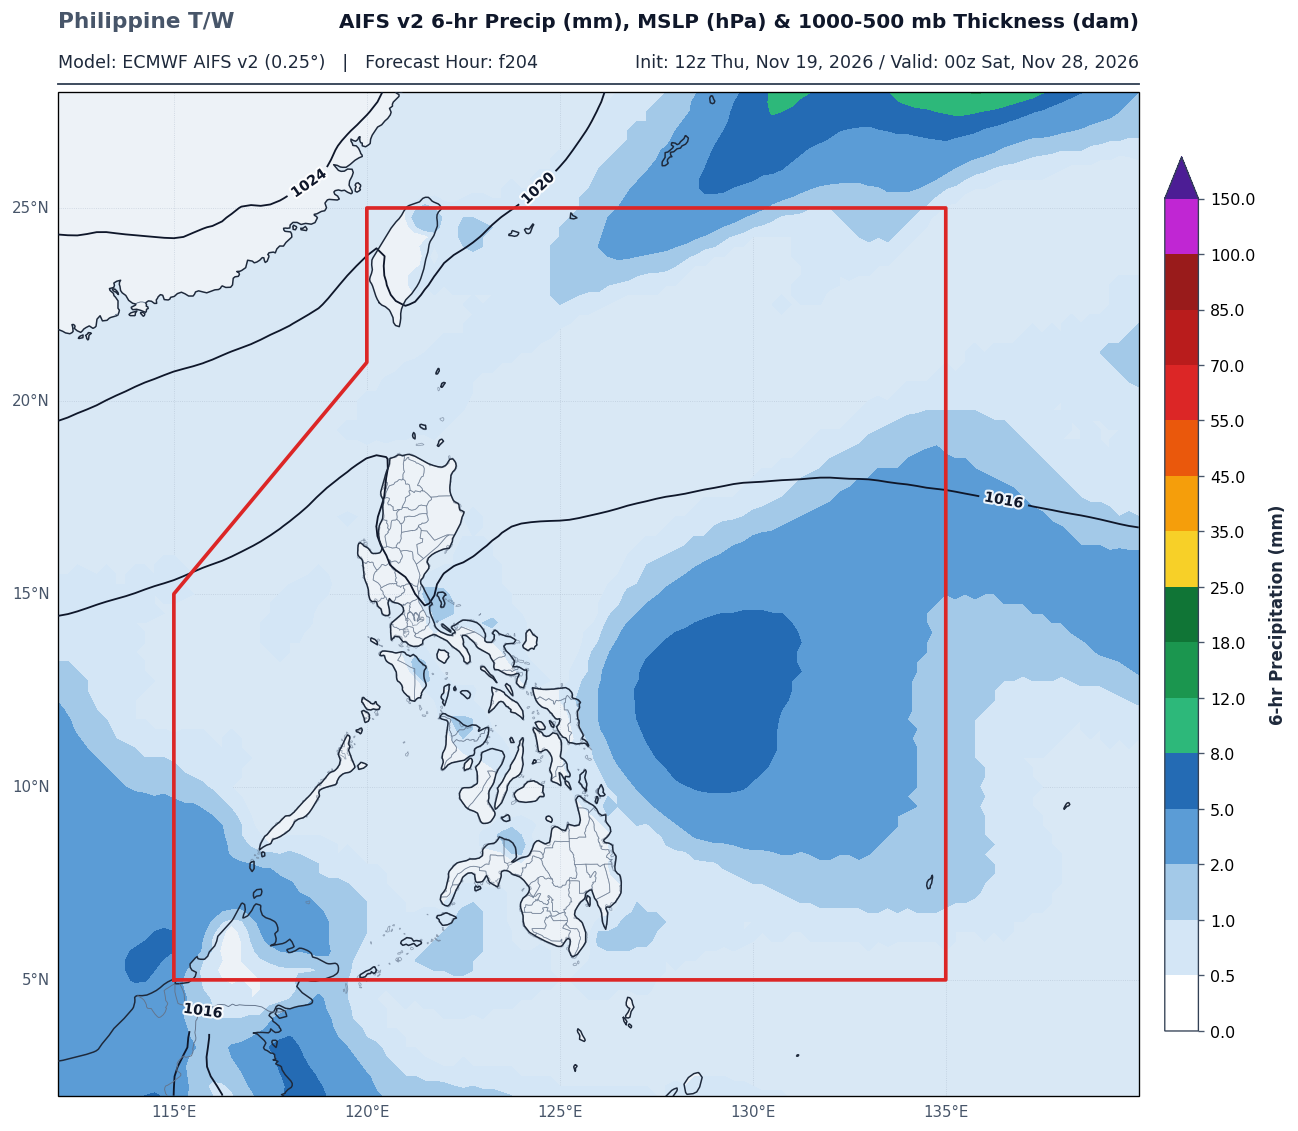 Philippine T/W
AIFS v2 6-hr Precip (mm), MSLP (hPa) & 1000-500 mb Thickness (dam)
Model: ECMWF AIFS v2 (0.25°) | Forecast Hour: f204
Init: 12z Thu, Nov 19, 2026 / Valid: 00z Sat, Nov 28, 2026
1024
1020
1016
1016
25°N
20°N
15°N
10°N
5°N
115°E
120°E
125°E
130°E
135°E
150.0
100.0
85.0
70.0
55.0
45.0
35.0
25.0
18.0
12.0
8.0
5.0
2.0
1.0
0.5
0.0
6-hr Precipitation (mm)